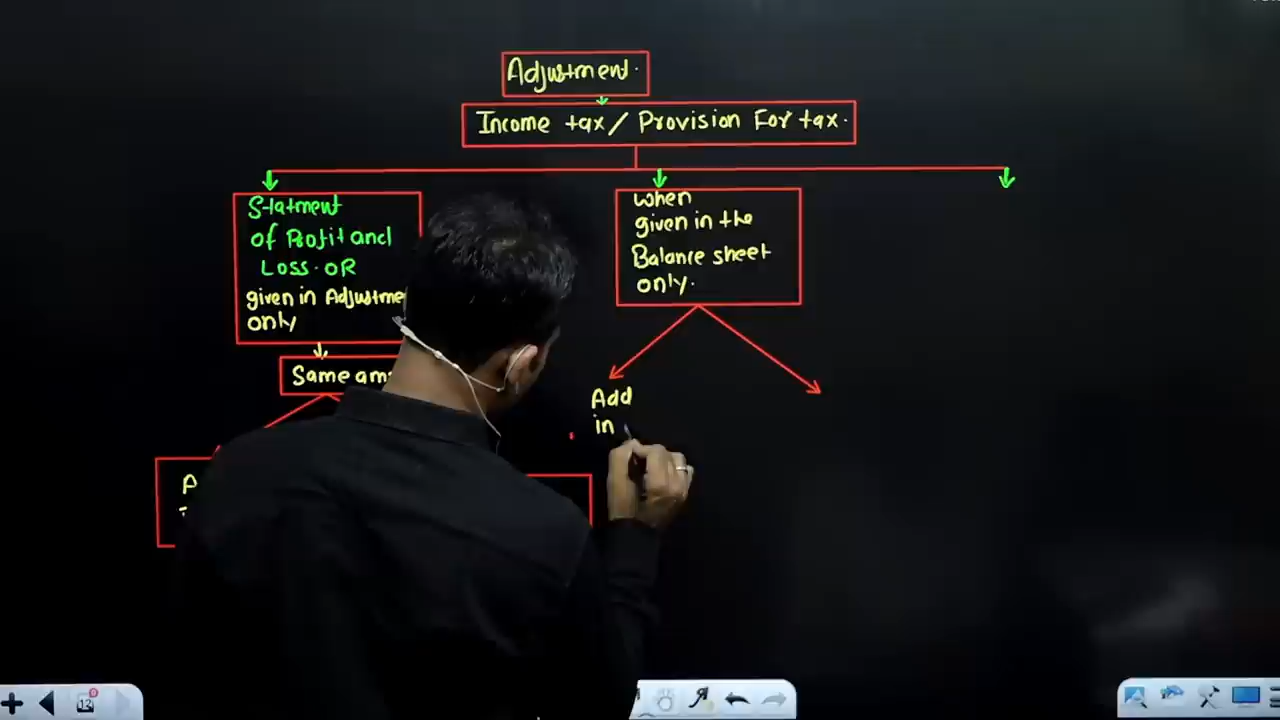 Adjustment.
Income tax / Provision For tax.
Statment
of Profit and
Loss. OR
given in Adjustme
only
When
given in the
Balance sheet
only.
Same am
Add
in
A
12